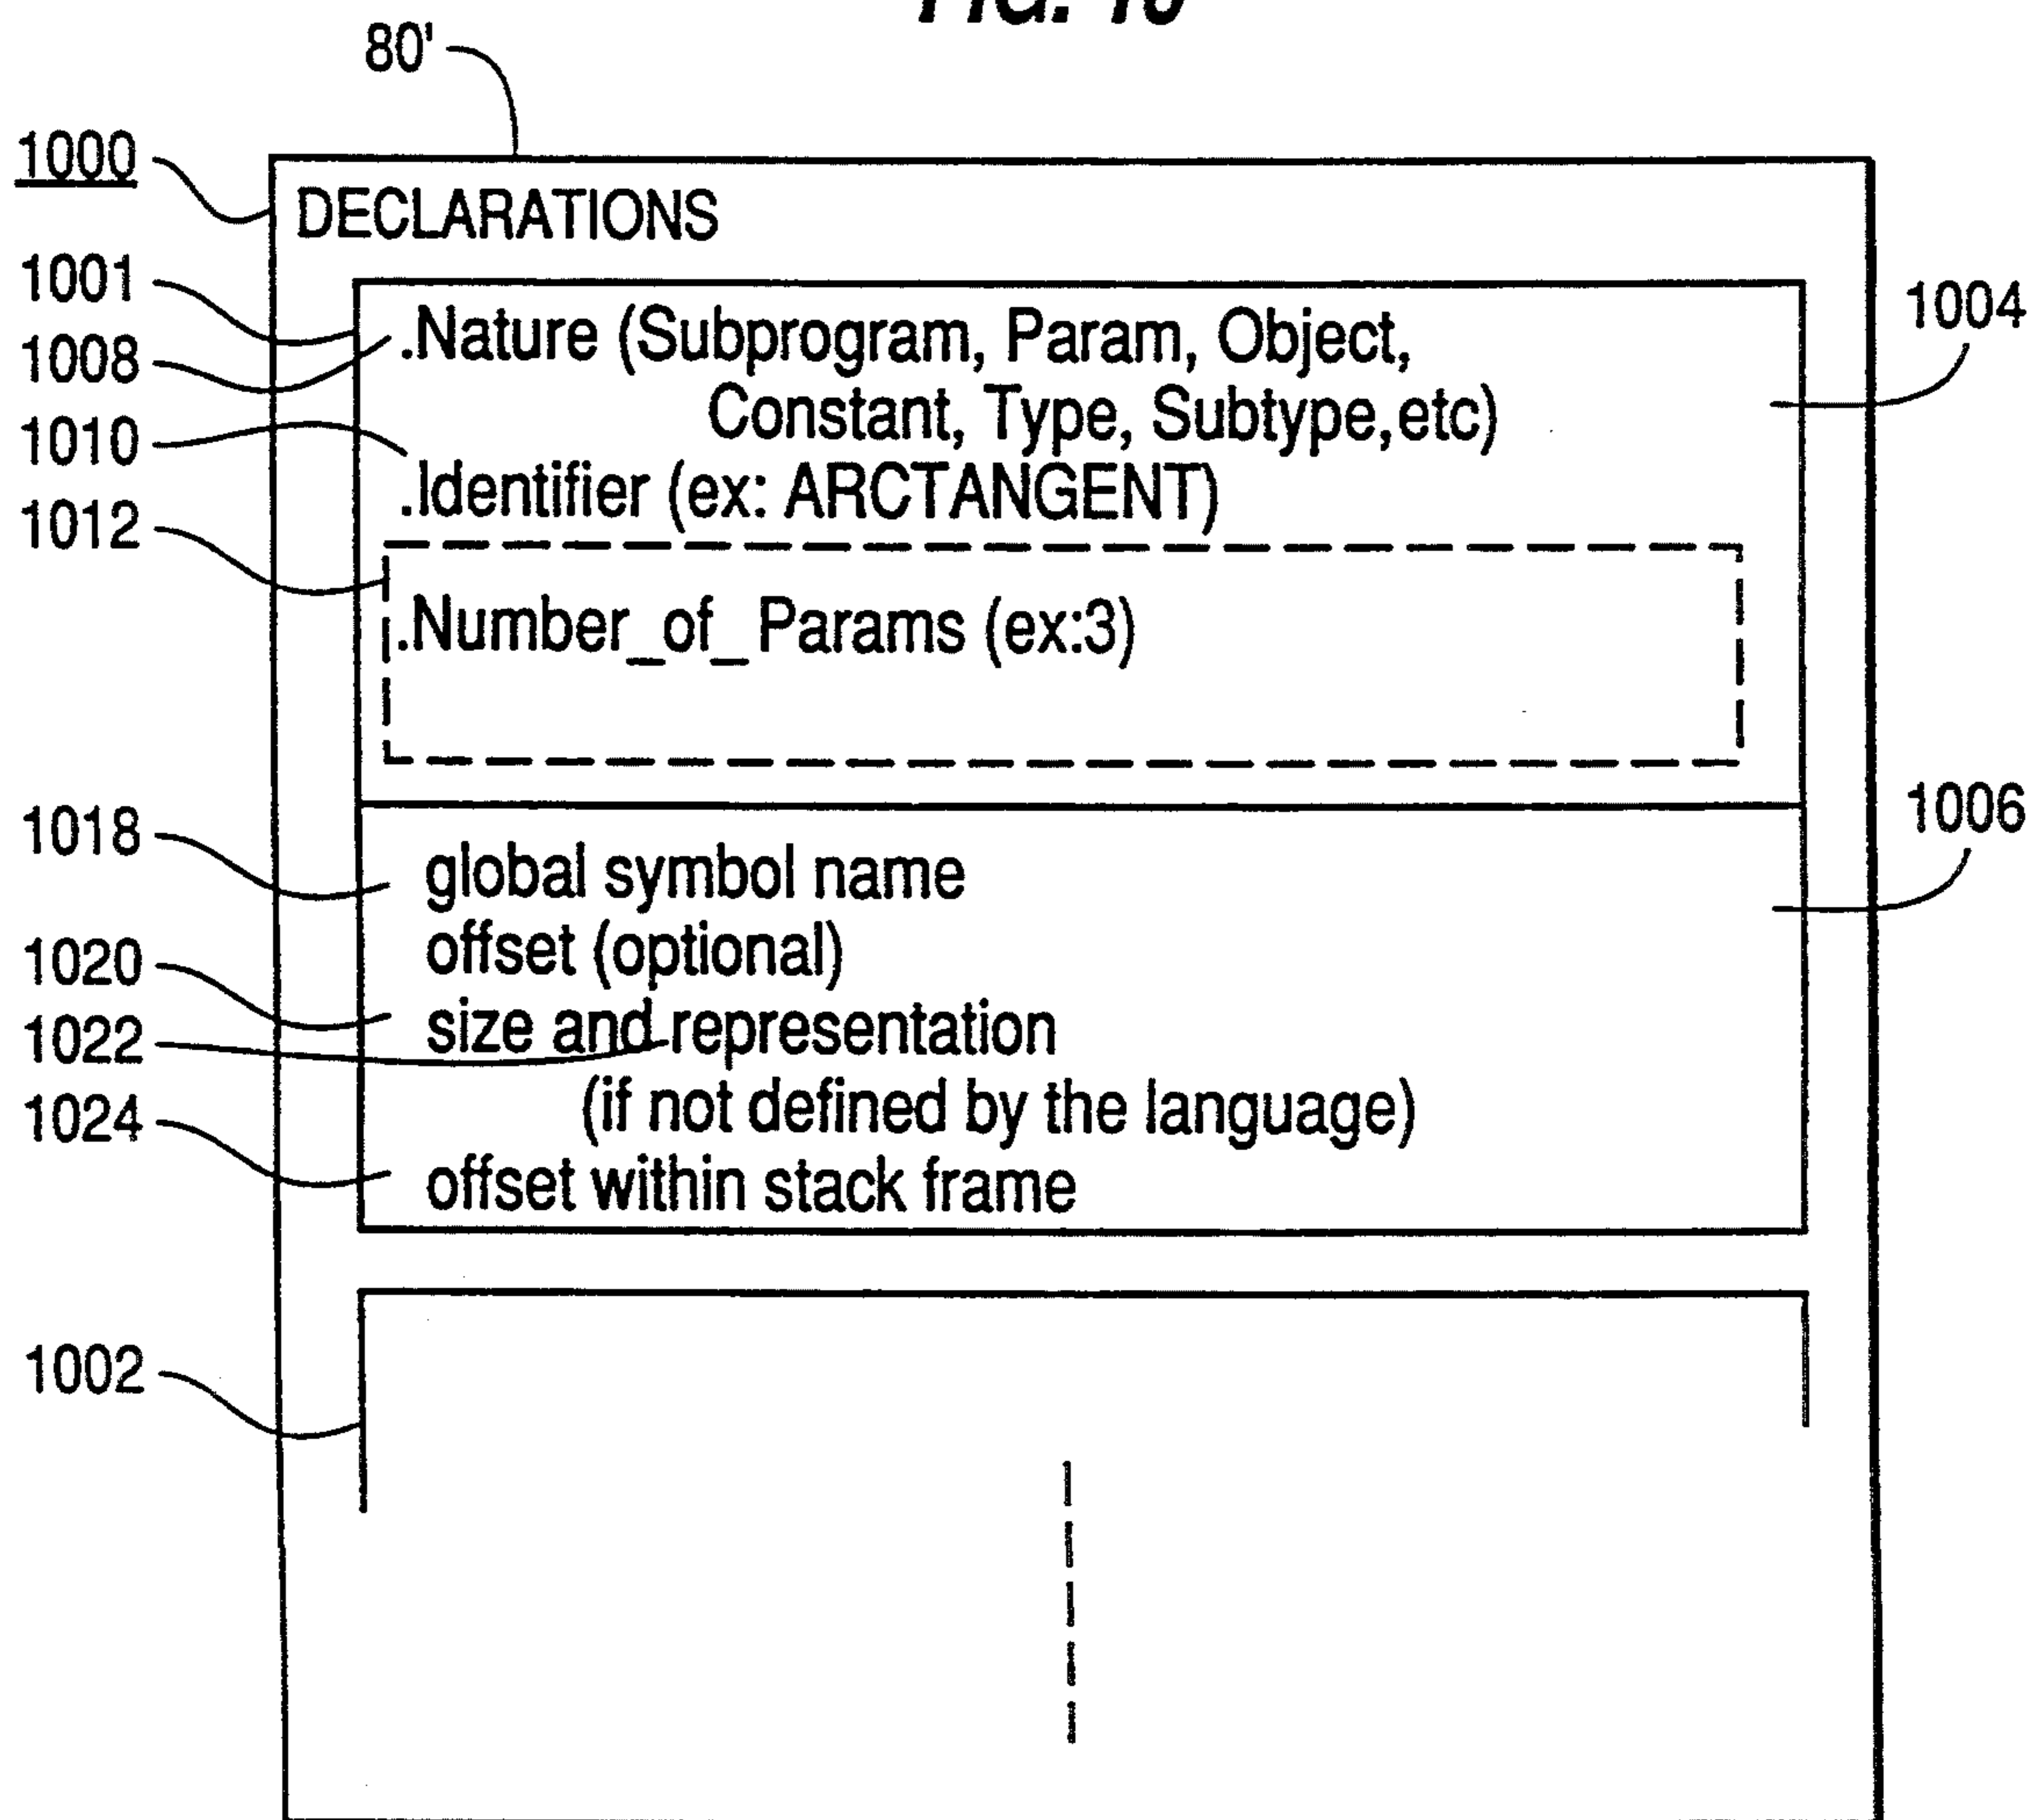 FIG. 10
80'
1000
DECLARATIONS
1001
1004
1008
.Nature (Subprogram, Param, Object,
Constant, Type, Subtype,etc)
1010
.Identifier (ex: ARCTANGENT)
1012
.Number_of_Params (ex:3)
1018
1006
global symbol name
offset (optional)
1020
size and representation
1022
(if not defined by the language)
1024
offset within stack frame
1002